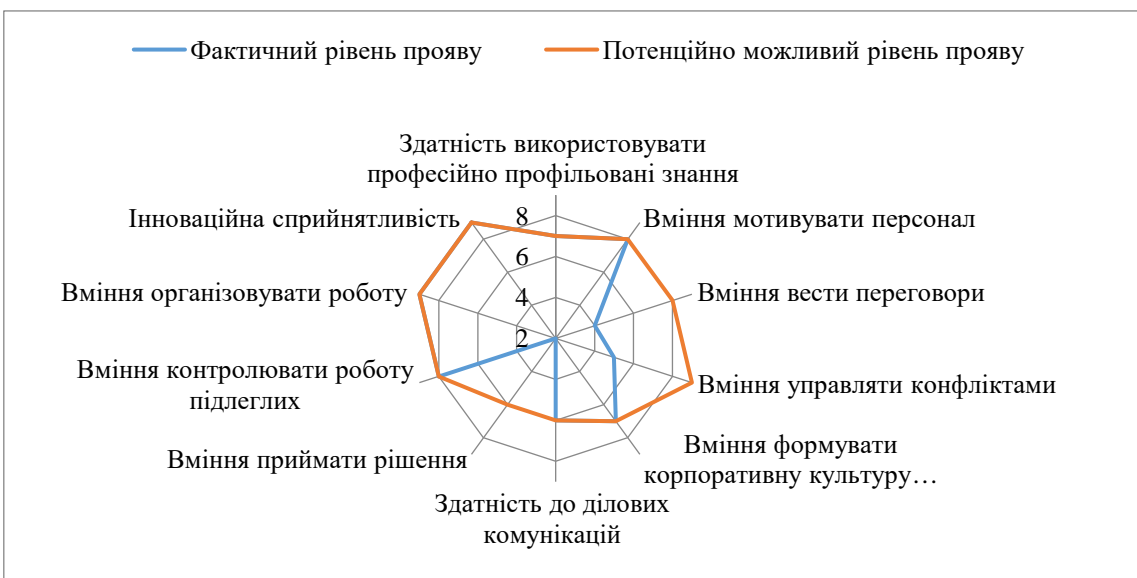 Фактичний рівень прояву
Потенційно можливий рівень прояву
Здатність використовувати
професійно профільовані знання
Вміння мотивувати персонал
Вміння вести переговори
Вміння управляти конфліктами
Вміння формувати
корпоративну культуру…
Здатність до ділових
комунікацій
Вміння приймати рішення
Вміння контролювати роботу
підлеглих
Вміння організовувати роботу
Інноваційна сприйнятливість
8
6
4
2